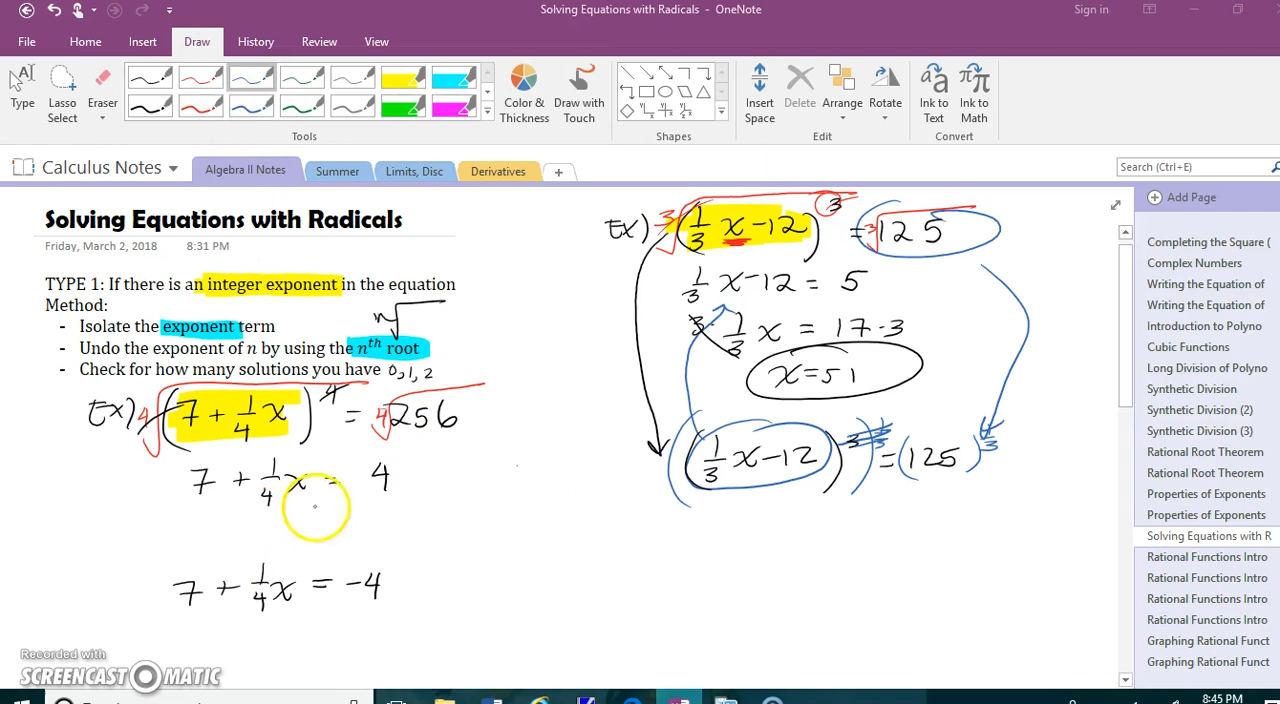 Solving Equations with Radicals - OneNote
Sign in
File Home Insert Draw History Review View
Type
Lasso Select
Eraser
Color & Thickness
Draw with Touch
Insert Space
Delete
Arrange
Rotate
Ink to Text
Ink to Math
Tools
Shapes
Edit
Convert
Calculus Notes
Algebra II Notes
Summer
Limits, Disc
Derivatives
Search (Ctrl+E)
Add Page
Solving Equations with Radicals
Friday, March 2, 2018 8:31 PM
TYPE 1: If there is an integer exponent in the equation
Method:
- Isolate the exponent term
- Undo the exponent of n by using the nth root
n√
- Check for how many solutions you have 0, 1, 2
EX) 4√(7 + 1/4 x)^4 = 4√256
7 + 1/4 x = 4
7 + 1/4 x = -4
EX) 3√(1/3 x - 12)^3 = 3√125
1/3 x - 12 = 5
3 · 1/3 x = 17 · 3
x = 51
((1/3 x - 12)^3)^1/3 = (125)^1/3
Completing the Square (
Complex Numbers
Writing the Equation of
Writing the Equation of
Introduction to Polyno
Cubic Functions
Long Division of Polyno
Synthetic Division
Synthetic Division (2)
Synthetic Division (3)
Rational Root Theorem
Rational Root Theorem
Properties of Exponents
Properties of Exponents
Solving Equations with R
Rational Functions Intro
Rational Functions Intro
Rational Functions Intro
Rational Functions Intro
Graphing Rational Funct
Graphing Rational Funct
Recorded with
SCREENCAST-O-MATIC
8:45 PM